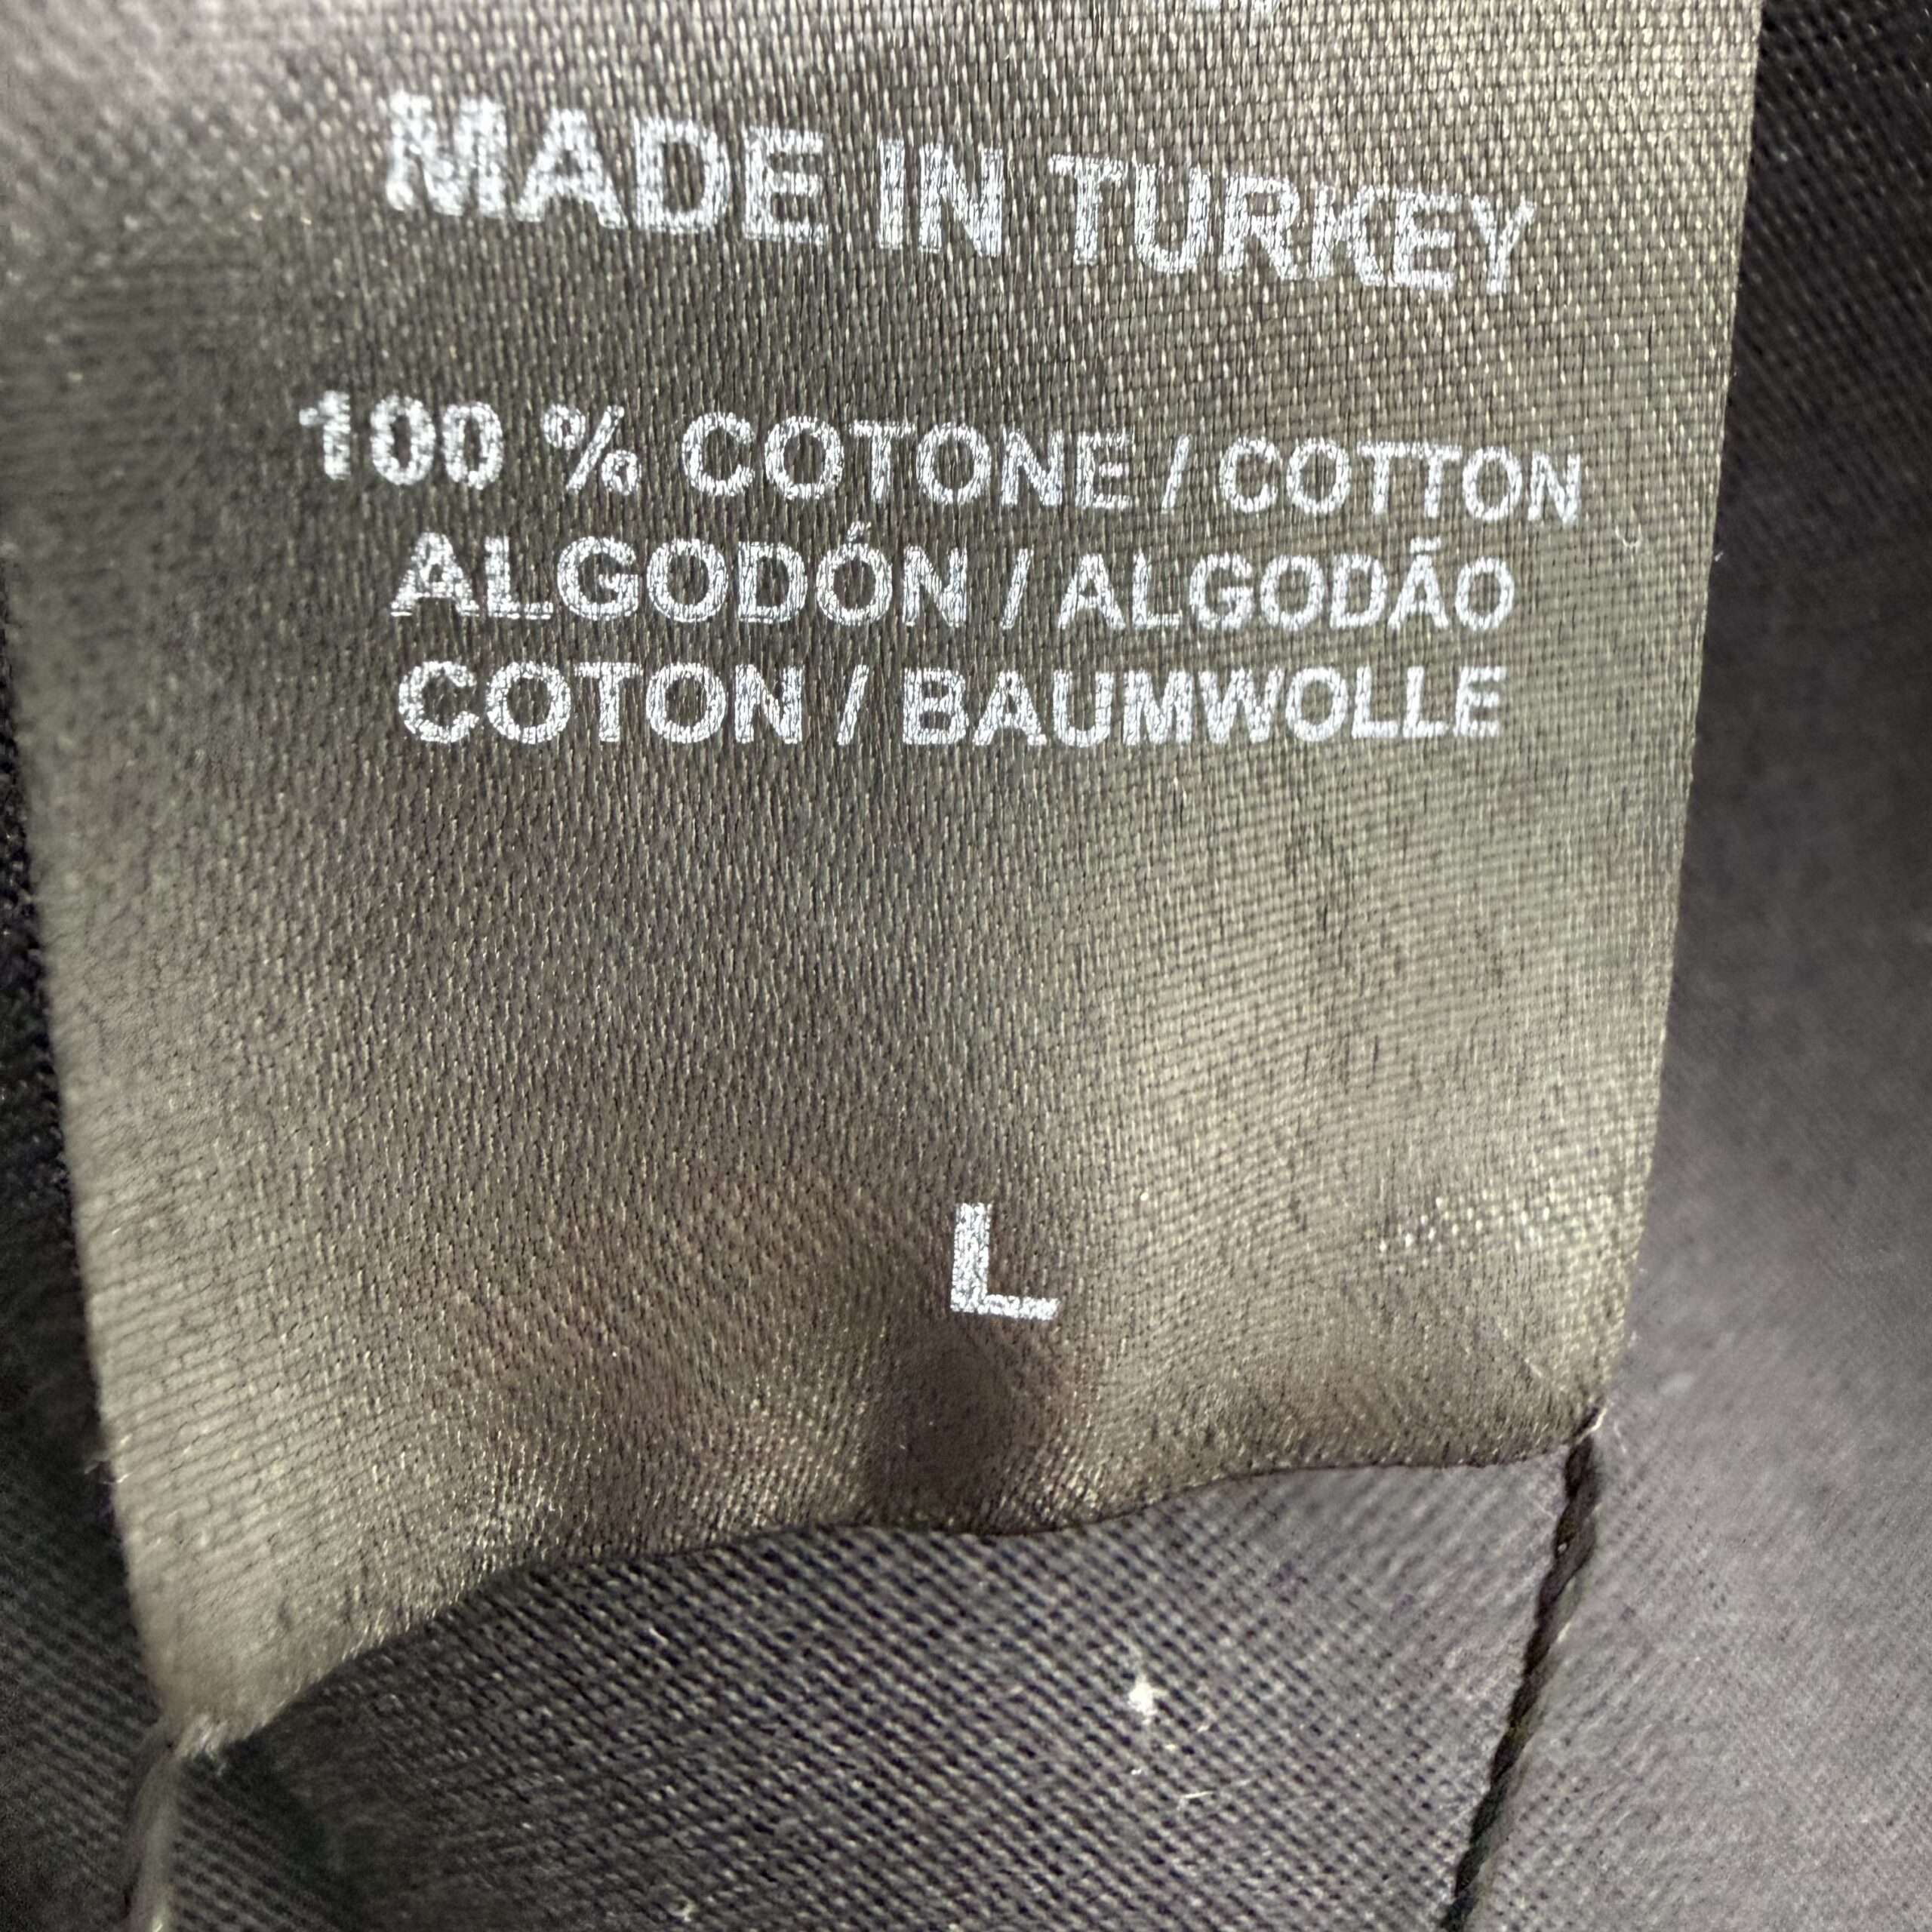 MADE IN TURKEY
100 % COTONE / COTTON
ALGODÓN / ALGODÃO
COTON / BAUMWOLLE
L